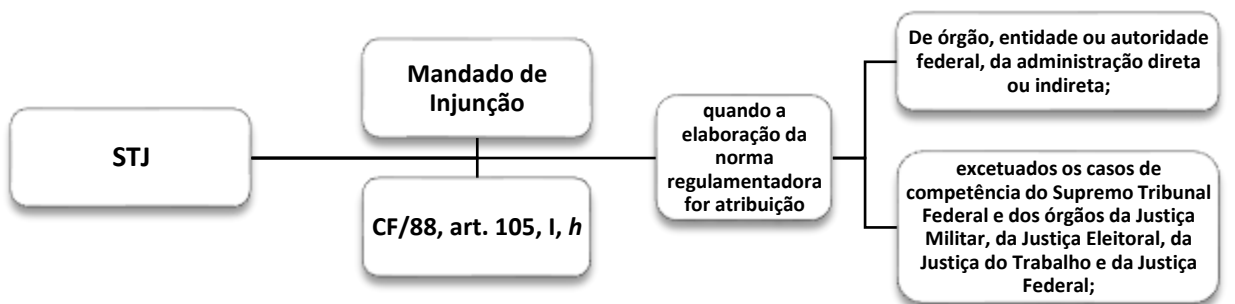 STJ
Mandado de
Injunção
CF/88, art. 105, I, h
quando a
elaboração da
norma
regulamentadora
for atribuição
De órgão, entidade ou autoridade
federal, da administração direta
ou indireta;
excetuados os casos de
competência do Supremo Tribunal
Federal e dos órgãos da Justiça
Militar, da Justiça Eleitoral, da
Justiça do Trabalho e da Justiça
Federal;